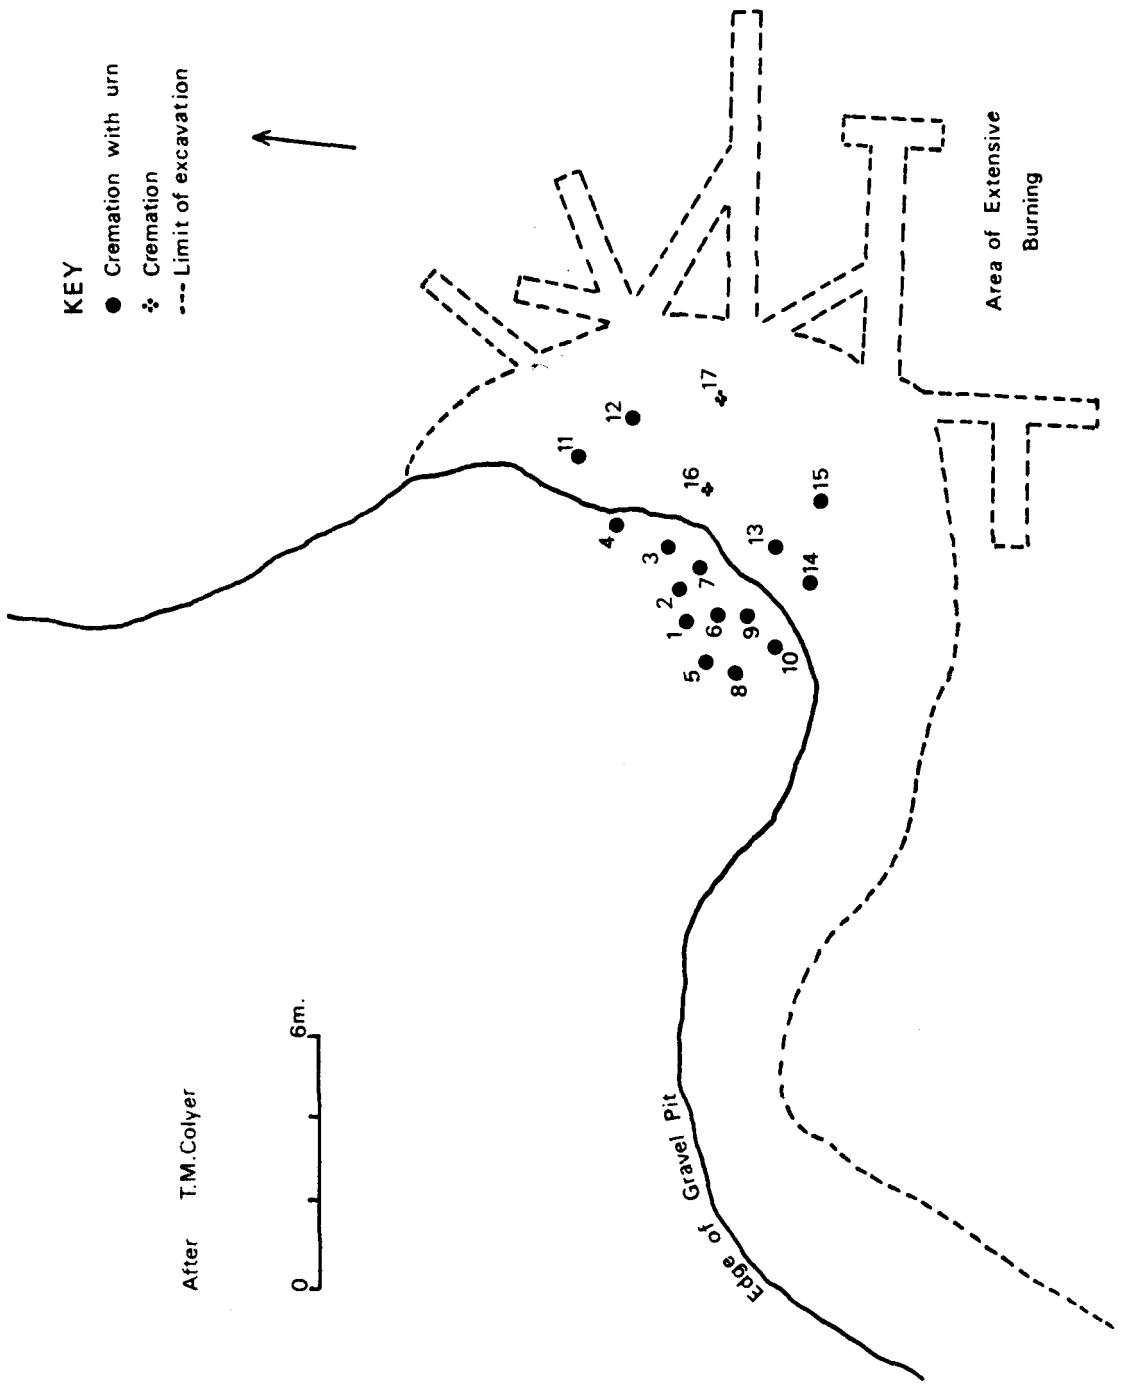 KEY
Cremation with urn
Cremation
Limit of excavation
After T.M.Colyer
0 6m.
11
12
17
16
4
3
2
7
1
6
5
9
8
10
13
14
15
Edge of Gravel Pit
Area of Extensive
Burning